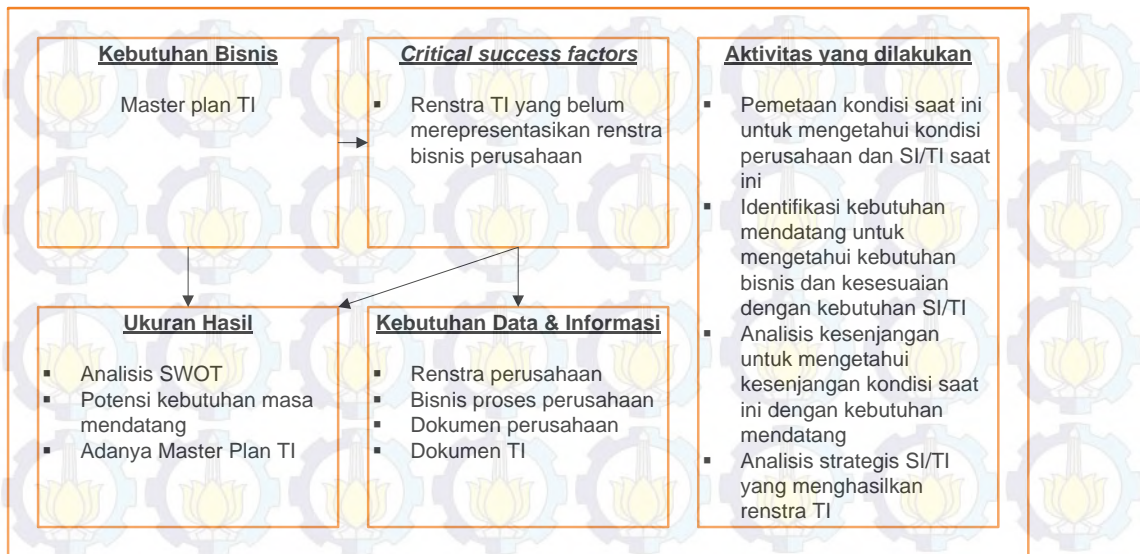 Kebutuhan Bisnis
Master plan TI
Critical success factors
▪ Renstra TI yang belum
merepresentasikan renstra
bisnis perusahaan
Aktivitas yang dilakukan
▪ Pemetaan kondisi saat ini
untuk mengetahui kondisi
perusahaan dan SI/TI saat
ini
▪ Identifikasi kebutuhan
mendatang untuk
mengetahui kebutuhan
bisnis dan kesesuaian
dengan kebutuhan SI/TI
▪ Analisis kesenjangan
untuk mengetahui
kesenjangan kondisi saat
ini dengan kebutuhan
mendatang
▪ Analisis strategis SI/TI
yang menghasilkan
renstra TI
Ukuran Hasil
▪ Analisis SWOT
▪ Potensi kebutuhan masa
mendatang
▪ Adanya Master Plan TI
Kebutuhan Data & Informasi
▪ Renstra perusahaan
▪ Bisnis proses perusahaan
▪ Dokumen perusahaan
▪ Dokumen TI